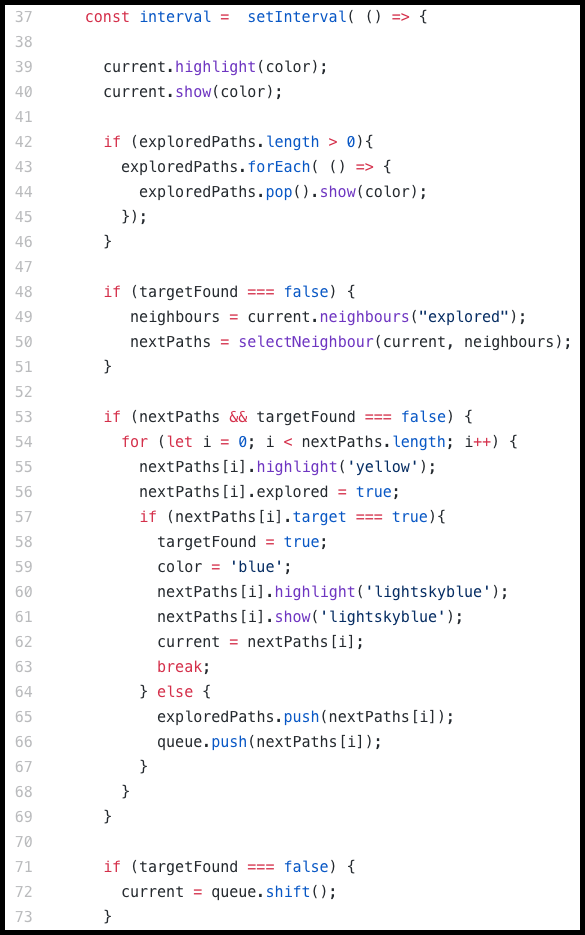 37 const interval =  setInterval( () => {
38
39 current.highlight(color);
40 current.show(color);
41
42 if (exploredPaths.length > 0){
43 exploredPaths.forEach( () => {
44 exploredPaths.pop().show(color);
45 });
46 }
47
48 if (targetFound === false) {
49 neighbours = current.neighbours("explored");
50 nextPaths = selectNeighbour(current, neighbours);
51 }
52
53 if (nextPaths && targetFound === false) {
54 for (let i = 0; i < nextPaths.length; i++) {
55 nextPaths[i].highlight('yellow');
56 nextPaths[i].explored = true;
57 if (nextPaths[i].target === true){
58 targetFound = true;
59 color = 'blue';
60 nextPaths[i].highlight('lightskyblue');
61 nextPaths[i].show('lightskyblue');
62 current = nextPaths[i];
63 break;
64 } else {
65 exploredPaths.push(nextPaths[i]);
66 queue.push(nextPaths[i]);
67 }
68 }
69 }
70
71 if (targetFound === false) {
72 current = queue.shift();
73 }